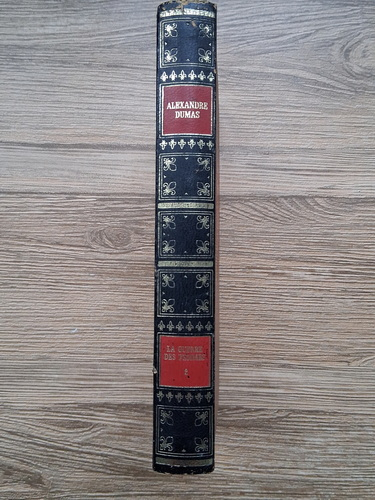 ALEXANDRE
DUMAS
LA GUERRE
DES FEMMES